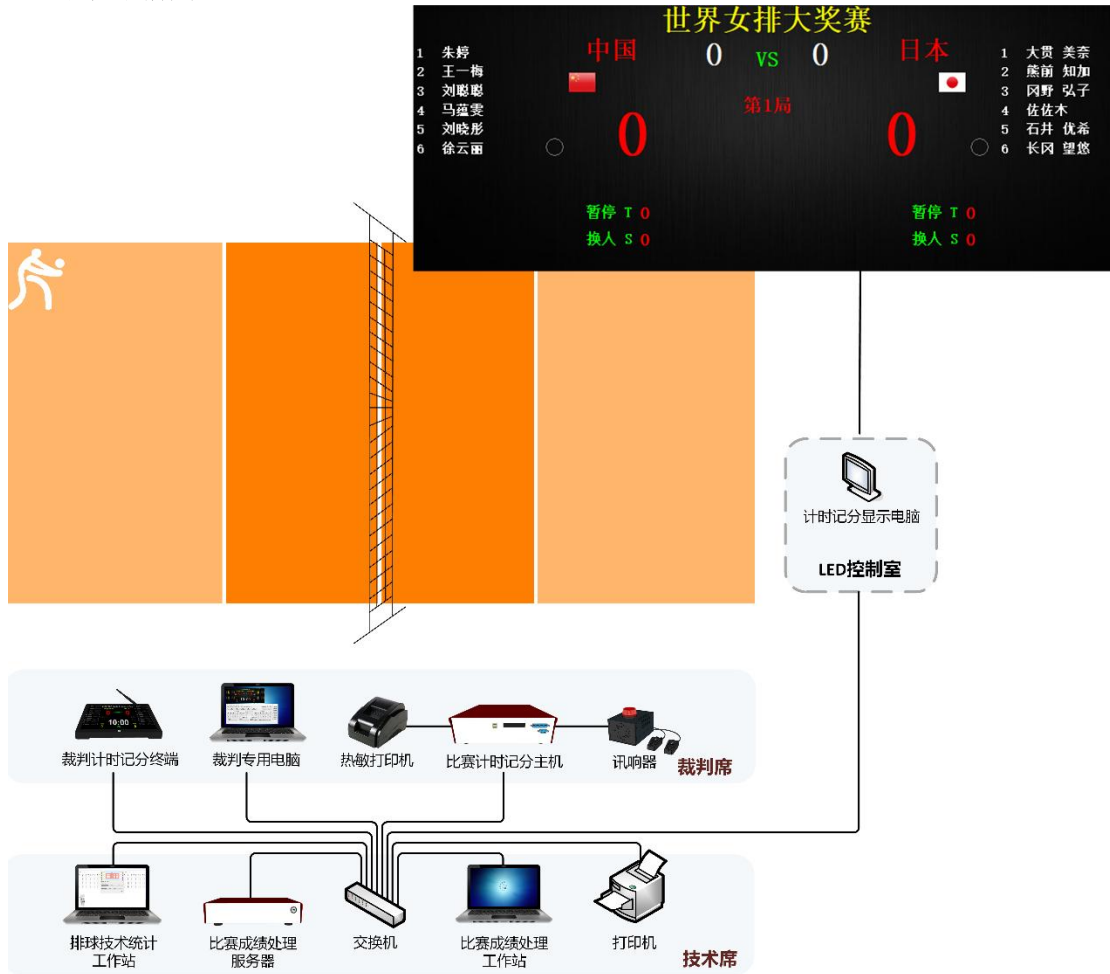 世界女排大奖赛
中国 0 VS 0 日本
第1局
1 朱婷
2 王一梅
3 刘聪聪
4 马蕴雯
5 刘晓彤
6 徐云丽
0 0
1 大贯 美奈
2 熊前 知加
3 冈野 弘子
4 佐佐木
5 石井 优希
6 长冈 望悠
暂停 T 0
换人 S 0
暂停 T 0
换人 S 0
计时记分显示电脑
LED控制室
10:00
裁判计时记分终端
裁判专用电脑
热敏打印机
比赛计时记分主机
讯响器
裁判席
排球技术统计
工作站
比赛成绩处理
服务器
交换机
比赛成绩处理
工作站
打印机
技术席